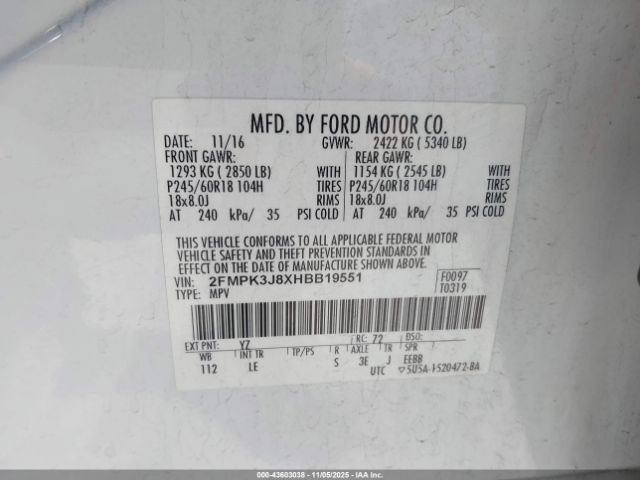 MFD. BY FORD MOTOR CO.
DATE: 11/16 GVWR: 2422 KG ( 5340 LB)
FRONT GAWR: REAR GAWR:
1293 KG ( 2850 LB) WITH 1154 KG ( 2545 LB) WITH
P245/60R18 104H TIRES P245/60R18 104H TIRES
18x8.0J RIMS 18x8.0J RIMS
AT 240 kPa/ 35 PSI COLD AT 240 kPa/ 35 PSI COLD
THIS VEHICLE CONFORMS TO ALL APPLICABLE FEDERAL MOTOR
VEHICLE SAFETY AND THEFT PREVENTION STANDARDS IN
EFFECT ON THE DATE OF MANUFACTURE SHOWN ABOVE.
VIN: 2FMPK3J8XHBB19551 F0097
TYPE: MPV T0319
EXT PNT: YZ RC: 72 DSO:
WB INT TR TP/PS R AXLE TR SPR
112 LE S 3E J EEBB
UTC 5U5A-1520472-BA
000-43603038 - 11/05/2025 - IAAI.com